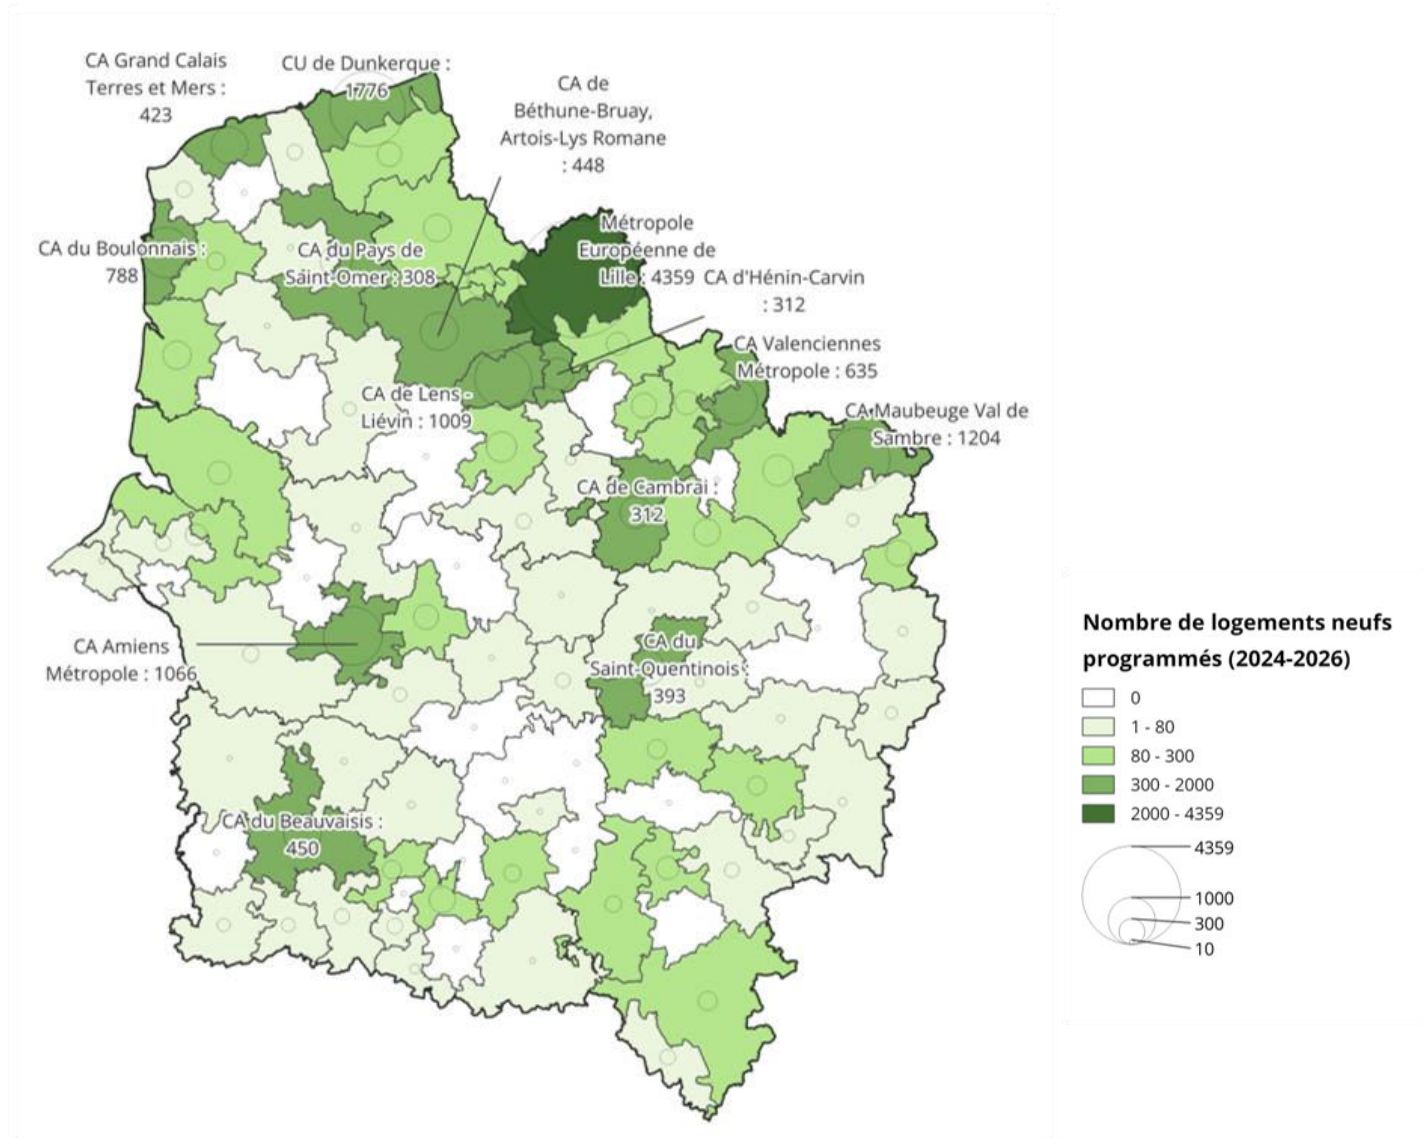 CA Grand Calais
Terres et Mers :
423
CU de Dunkerque :
1776
CA de
Béthune-Bruay,
Artois-Lys Romane
: 448
CA du Boulonnais :
788
CA du Pays de
Saint-Omer : 308
Métropole
Européenne de
Lille : 4359
CA d'Hénin-Carvin
: 312
CA Valenciennes
Métropole : 635
CA de Lens -
Liévin : 1009
CA Maubeuge Val de
Sambre : 1204
CA de Cambrai :
312
CA Amiens
Métropole : 1066
CA du
Saint-Quentinois :
393
CA du Beauvaisis :
450
Nombre de logements neufs
programmés (2024-2026)
0
1 - 80
80 - 300
300 - 2000
2000 - 4359
4359
1000
300
10